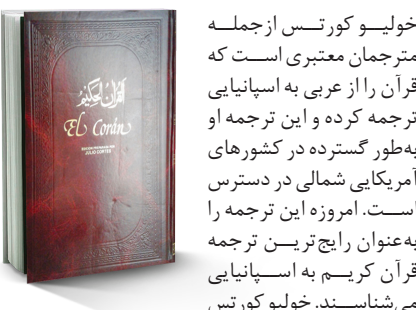 خولیو کورتس ازجمله
مترجمان معتبری است که
قرآن را از عربی به اسپانیایی
ترجمه کرده و این ترجمه او
به‌طور گسترده در کشورهای
آمریکایی شمالی در دسترس
است. امروزه این ترجمه را
به‌عنوان رایج‌ترین ترجمه
قرآن کریم به اسپانیایی
می‌شناسند. خولیو کورتس
القرآن الحكيم
El Corán
JULIO CORTÉS